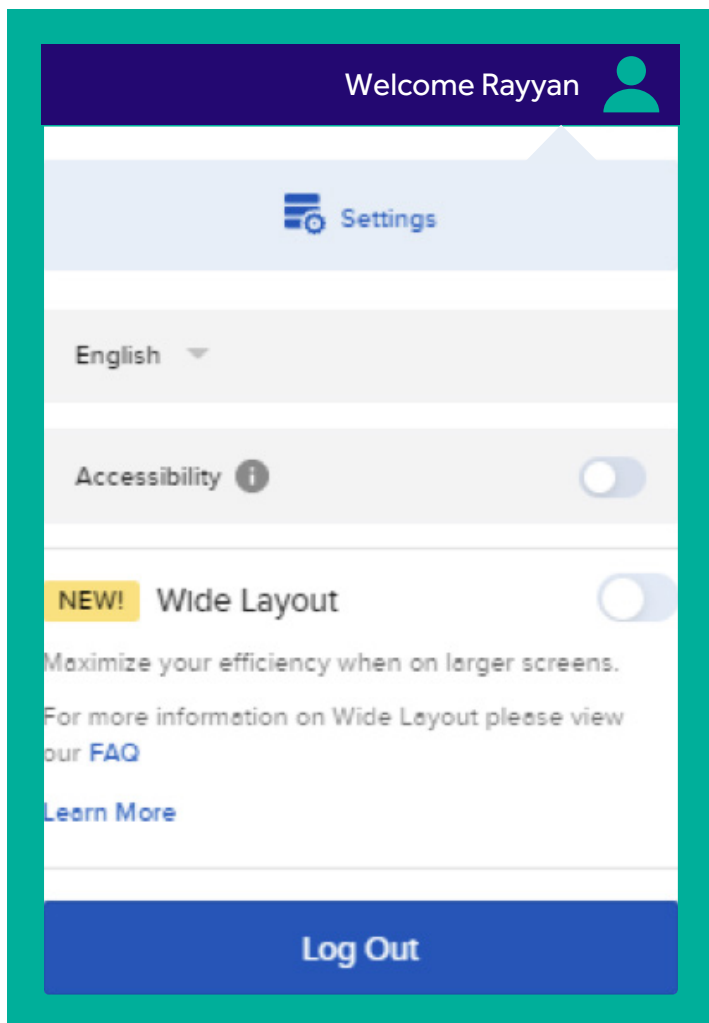 Welcome Rayyan
Settings
English
Accessibility
NEW! Wide Layout
Maximize your efficiency when on larger screens.
For more information on Wide Layout please view
our FAQ
Learn More
Log Out